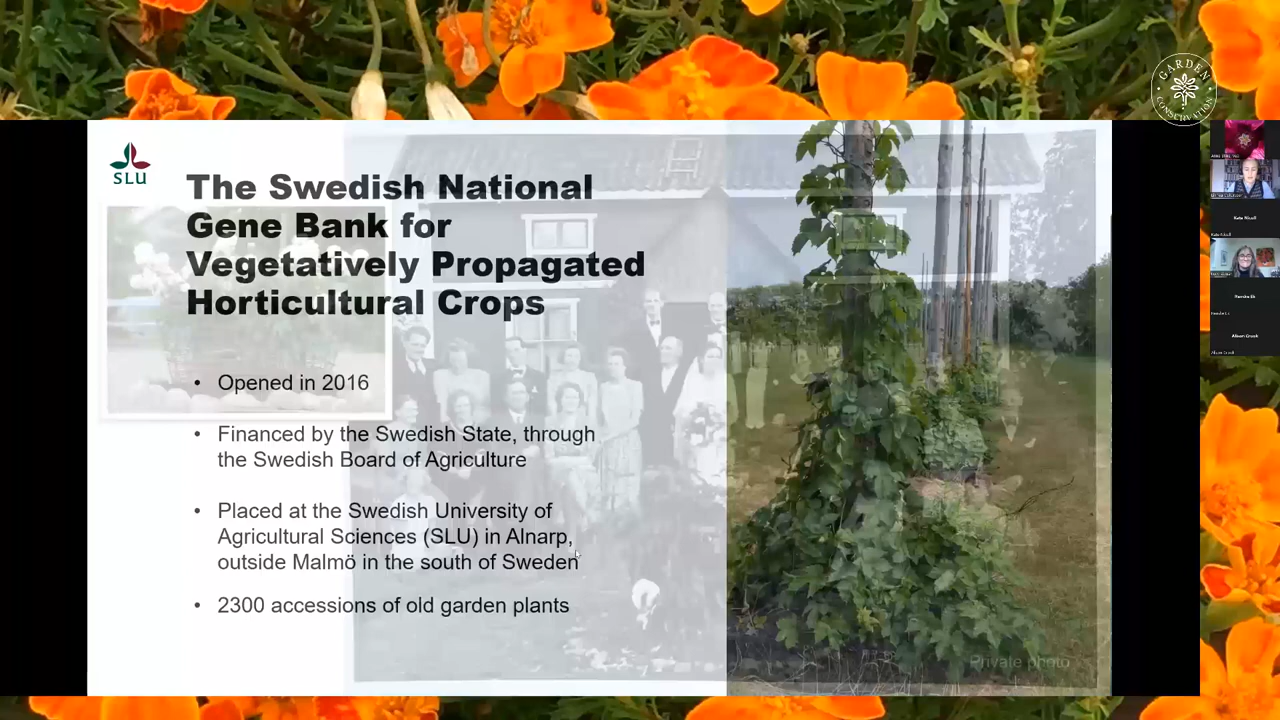 GARDEN
CONSERVATION
SLU
The Swedish National
Gene Bank for
Vegetatively Propagated
Horticultural Crops
• Opened in 2016
• Financed by the Swedish State, through
the Swedish Board of Agriculture
• Placed at the Swedish University of
Agricultural Sciences (SLU) in Alnarp,
outside Malmö in the south of Sweden
• 2300 accessions of old garden plants
Private photo